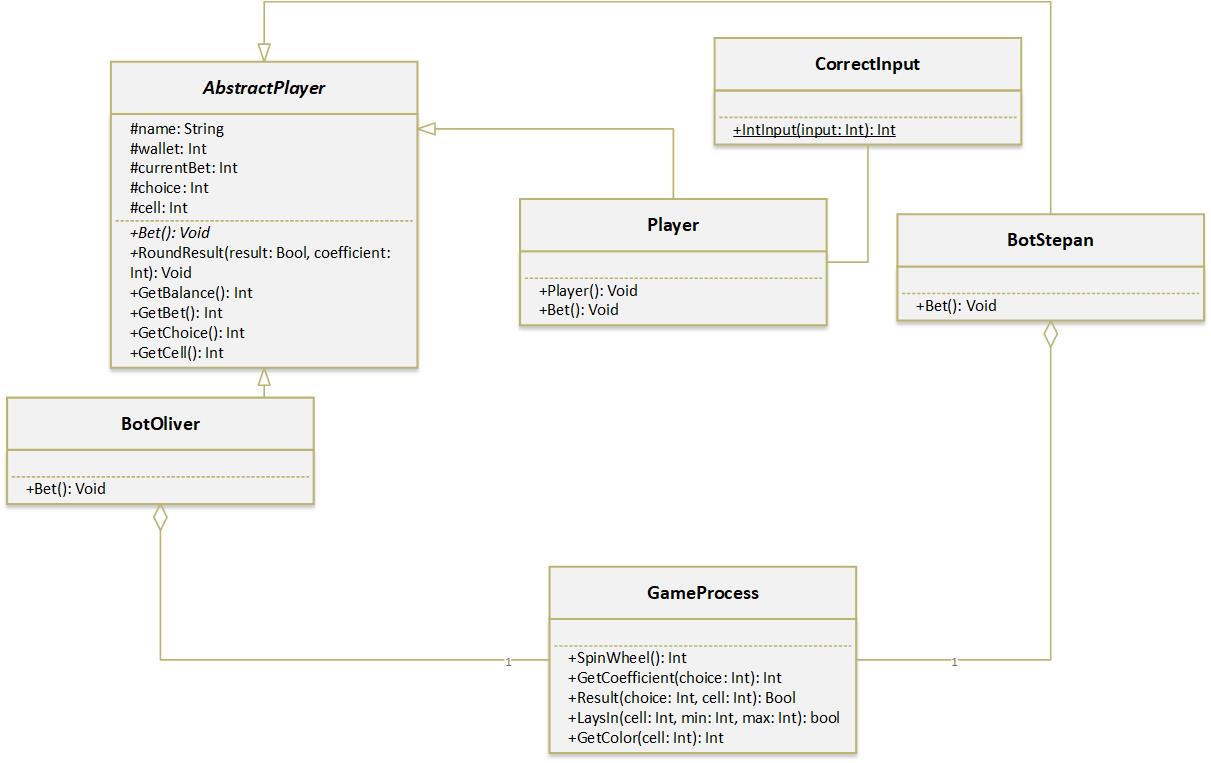 AbstractPlayer
#name: String
#wallet: Int
#currentBet: Int
#choice: Int
#cell: Int
+Bet(): Void
+RoundResult(result: Bool, coefficient:
Int): Void
+GetBalance(): Int
+GetBet(): Int
+GetChoice(): Int
+GetCell(): Int
CorrectInput
+IntInput(input: Int): Int
Player
+Player(): Void
+Bet(): Void
BotStepan
+Bet(): Void
BotOliver
+Bet(): Void
GameProcess
+SpinWheel(): Int
+GetCoefficient(choice: Int): Int
+Result(choice: Int, cell: Int): Bool
+LaysIn(cell: Int, min: Int, max: Int): bool
+GetColor(cell: Int): Int
1
1